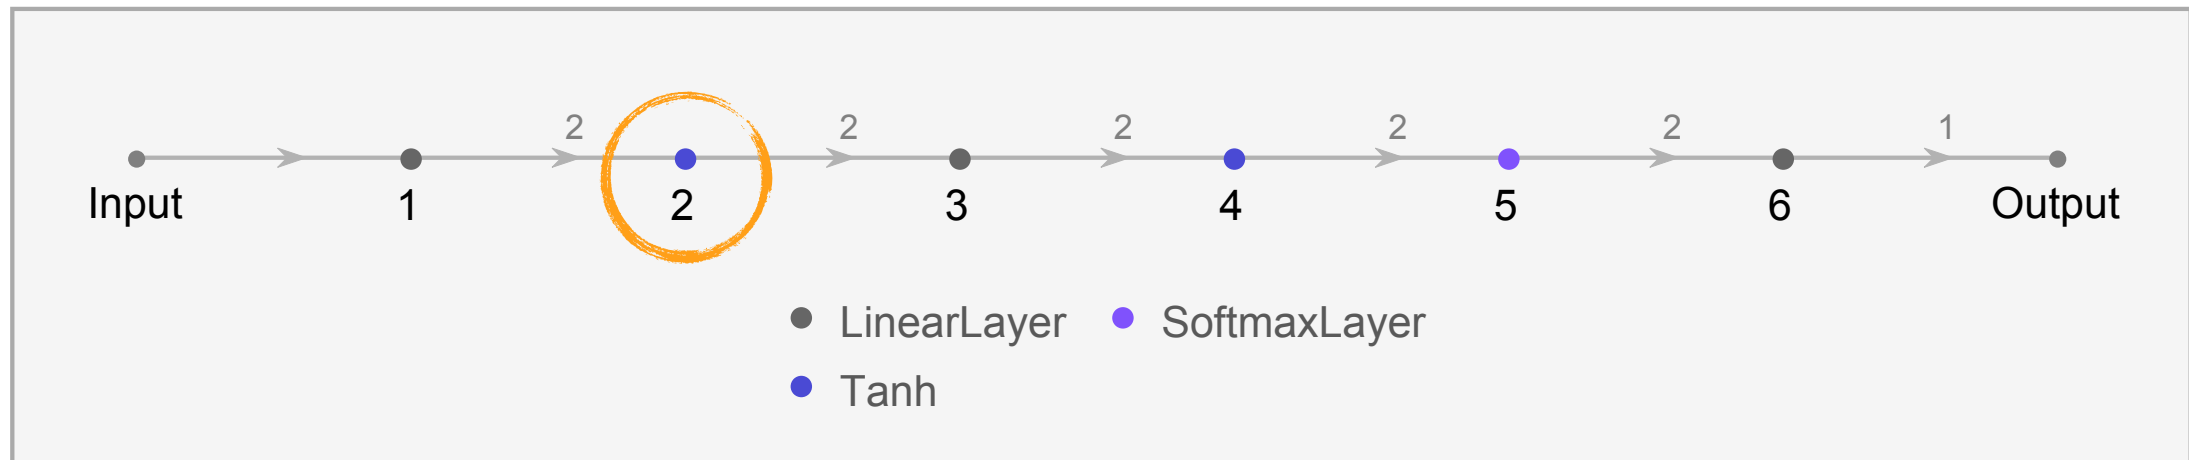 2 2 2 2 2 1
Input 1 2 3 4 5 6 Output
LinearLayer SoftmaxLayer
Tanh